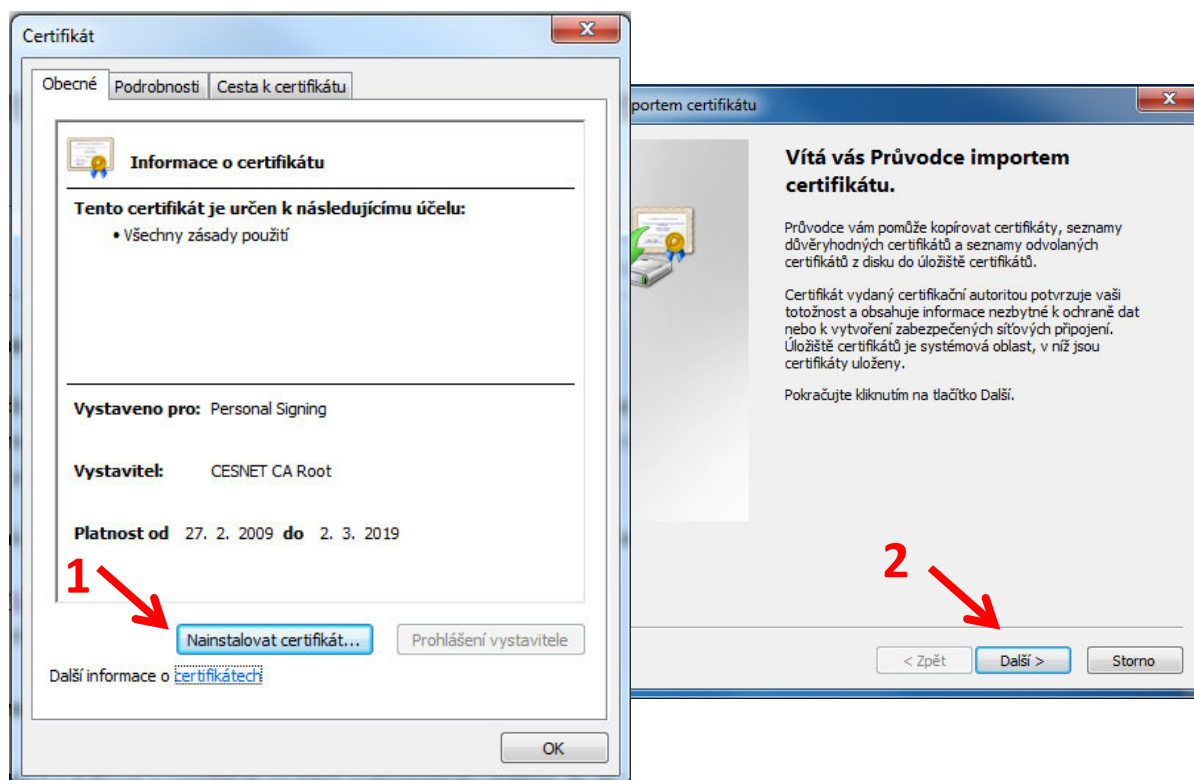 Certifikát
Obecné Podrobnosti Cesta k certifikátu
Informace o certifikátu
Tento certifikát je určen k následujícímu účelu:
• Všechny zásady použití
Vystaveno pro: Personal Signing
Vystavitel: CESNET CA Root
Platnost od 27. 2. 2009 do 2. 3. 2019
1
Nainstalovat certifikát... Prohlášení vystavitele
Další informace o certifikátech
OK
portem certifikátu
Vítá vás Průvodce importem
certifikátu.
Průvodce vám pomůže kopírovat certifikáty, seznamy
důvěryhodných certifikátů a seznamy odvolaných
certifikátů z disku do úložiště certifikátů.
Certifikát vydaný certifikační autoritou potvrzuje vaši
totožnost a obsahuje informace nezbytné k ochraně dat
nebo k vytvoření zabezpečených síťových připojení.
Úložiště certifikátů je systémová oblast, v níž jsou
certifikáty uloženy.
Pokračujte kliknutím na tlačítko Další.
2
< Zpět Další > Storno